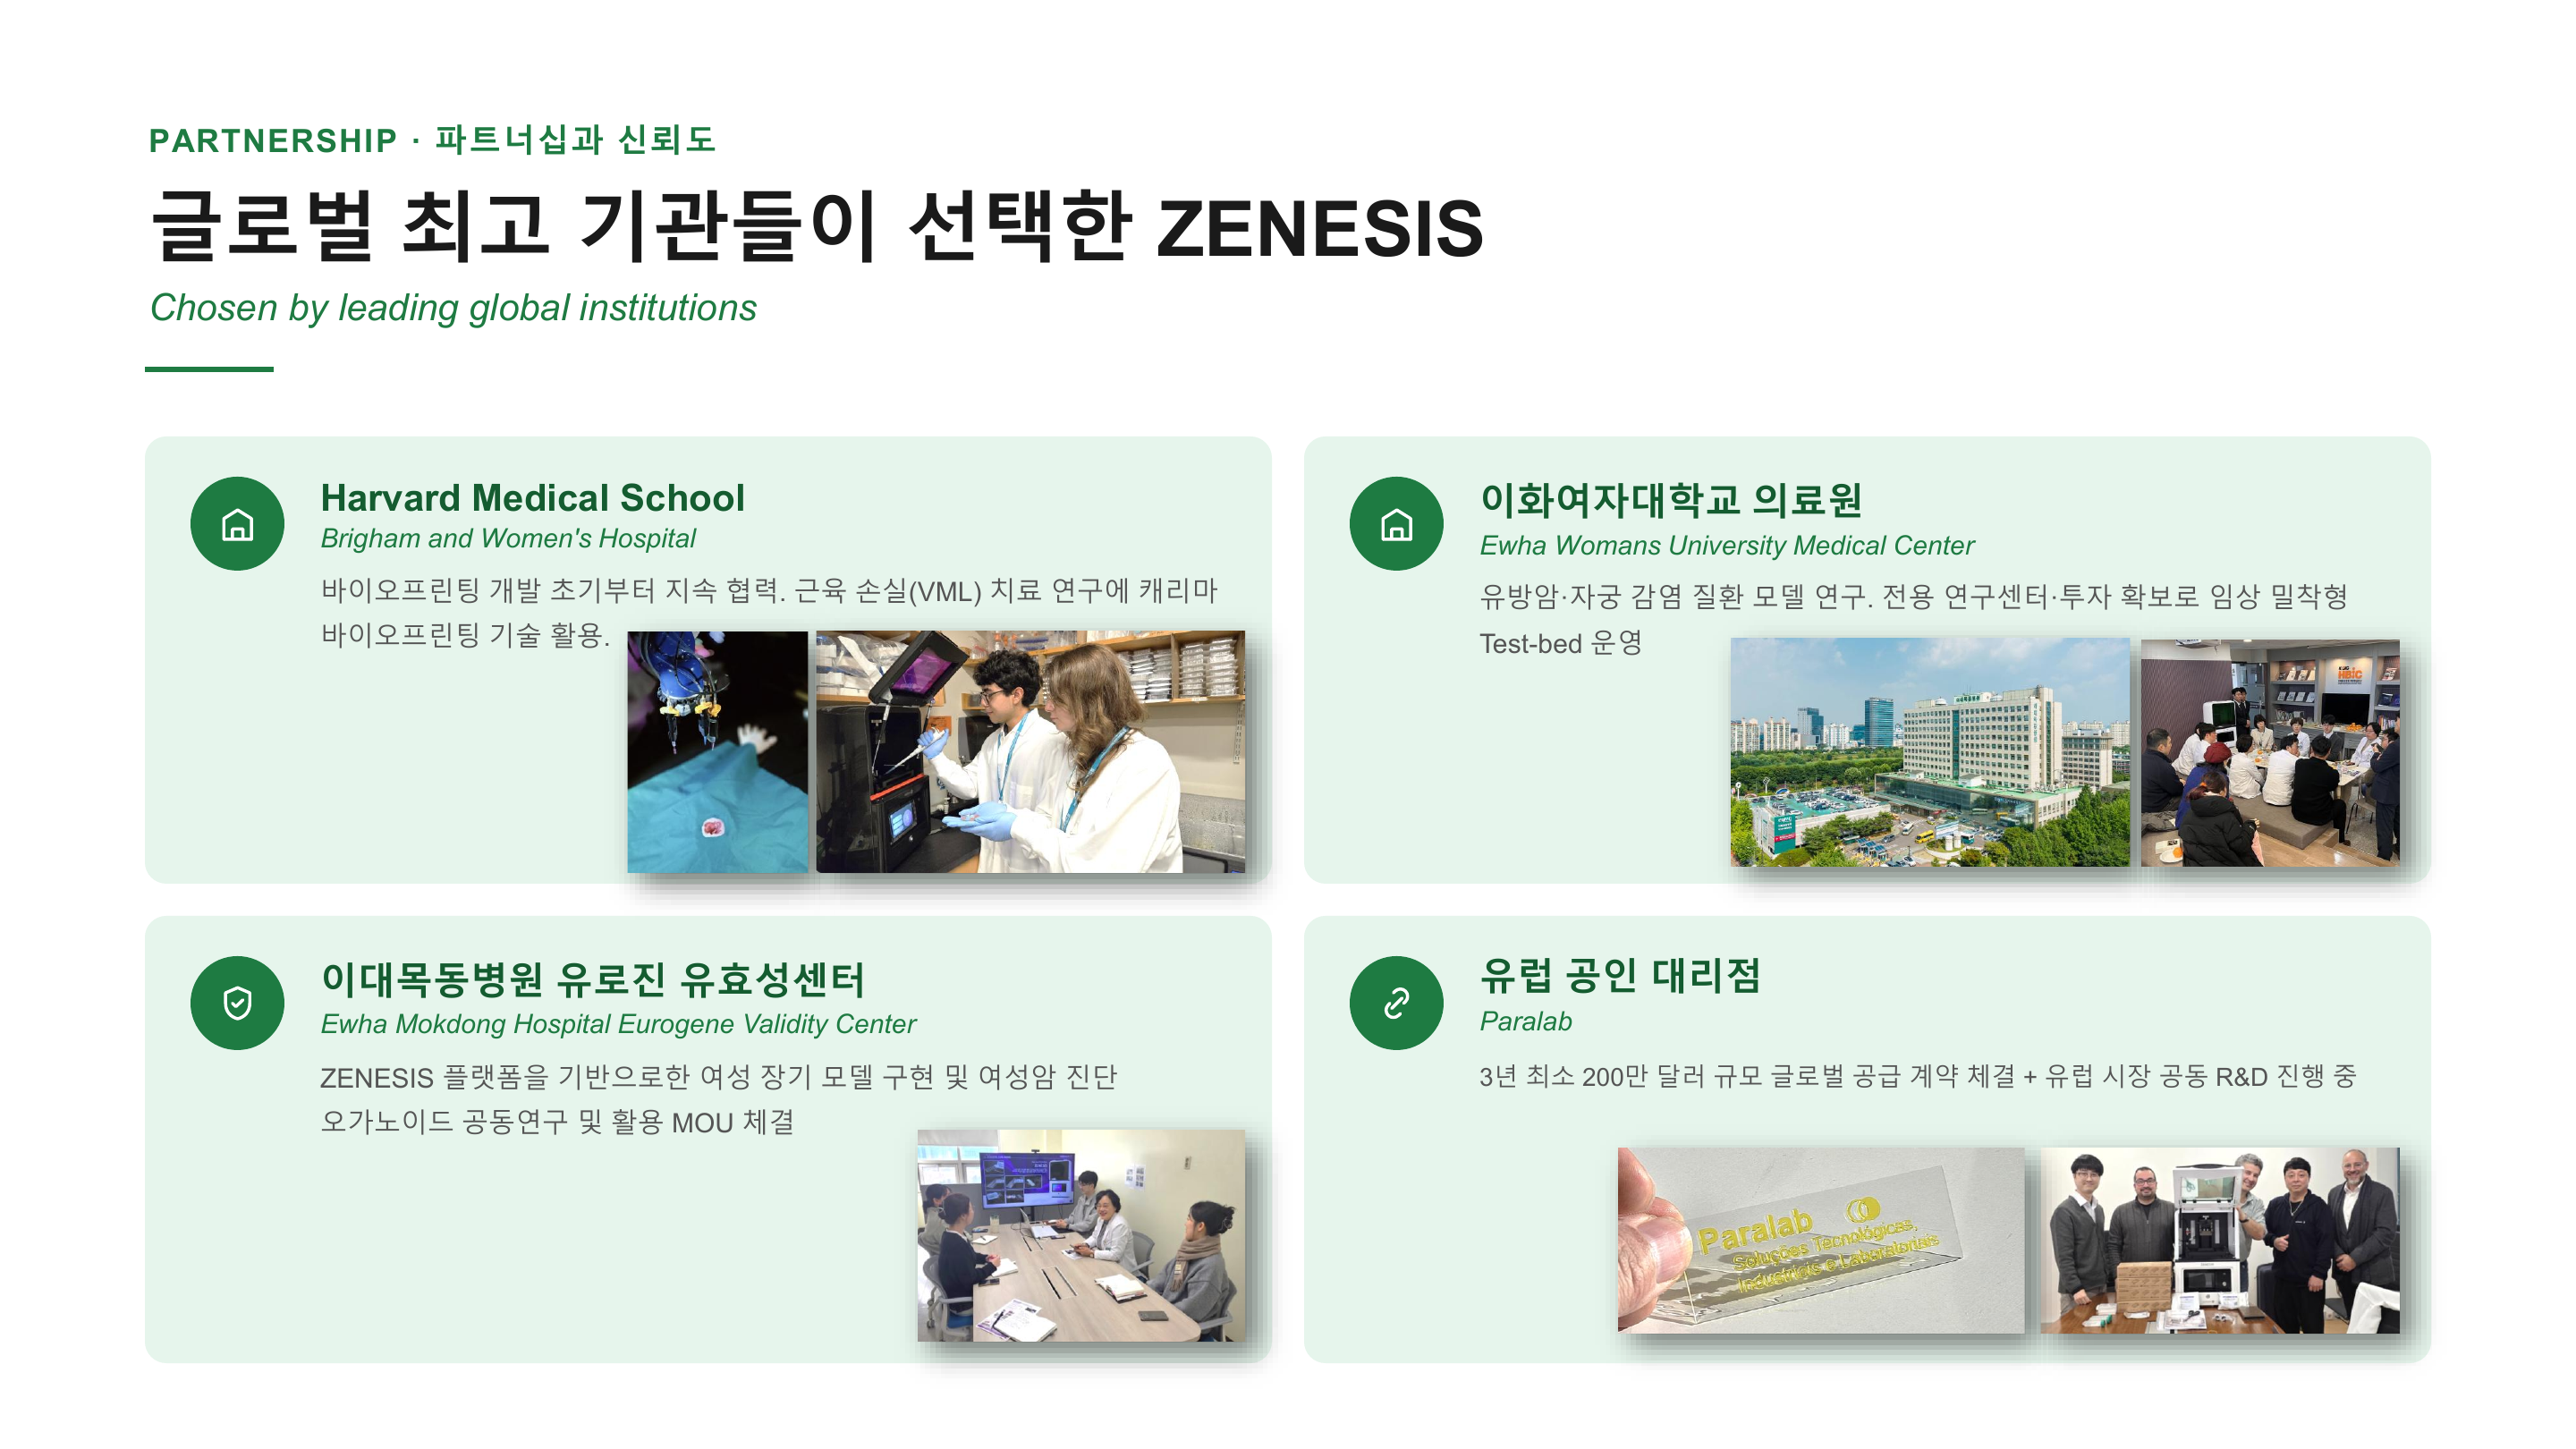 PARTNERSHIP · 파트너십과 신뢰도
글로벌 최고 기관들이 선택한 ZENESIS
Chosen by leading global institutions
Harvard Medical School
Brigham and Women's Hospital
바이오프린팅 개발 초기부터 지속 협력. 근육 손실(VML) 치료 연구에 캐리마
바이오프린팅 기술 활용.
이화여자대학교 의료원
Ewha Womans University Medical Center
유방암·자궁 감염 질환 모델 연구. 전용 연구센터·투자 확보로 임상 밀착형
Test-bed 운영
HBIC
이대목동병원 유로진 유효성센터
Ewha Mokdong Hospital Eurogene Validity Center
ZENESIS 플랫폼을 기반으로한 여성 장기 모델 구현 및 여성암 진단
오가노이드 공동연구 및 활용 MOU 체결
유럽 공인 대리점
Paralab
3년 최소 200만 달러 규모 글로벌 공급 계약 체결 + 유럽 시장 공동 R&D 진행 중
Paralab
Soluções Tecnológicas,
Industriais e Laboratoriais